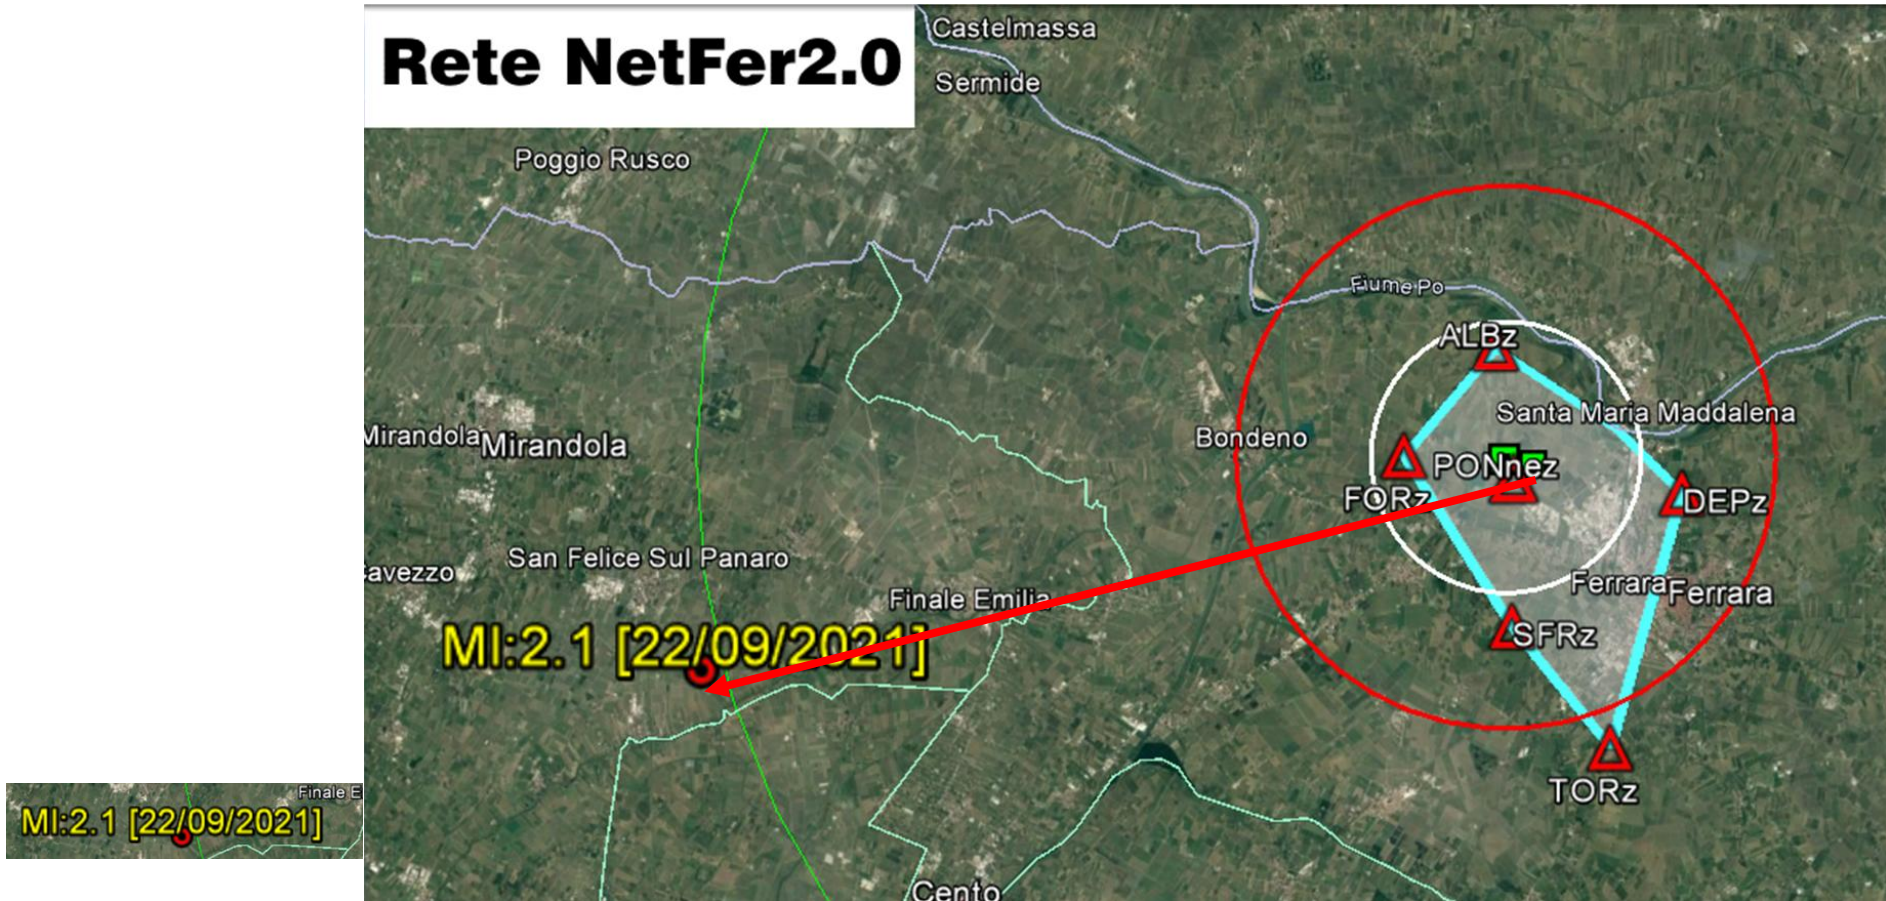 Rete NetFer2.0
Castelmassa
Sermide
Poggio Rusco
Fiume Po
ALBz
Santa Maria Maddalena
Mirandola
Mirandola
Bondeno
PONnez
FORz
DEPz
San Felice Sul Panaro
avezzo
Finale Emilia
Ferrara
Ferrara
MI:2.1 [22/09/2021]
SFRz
TORz
Finale E
MI:2.1 [22/09/2021]
Cento